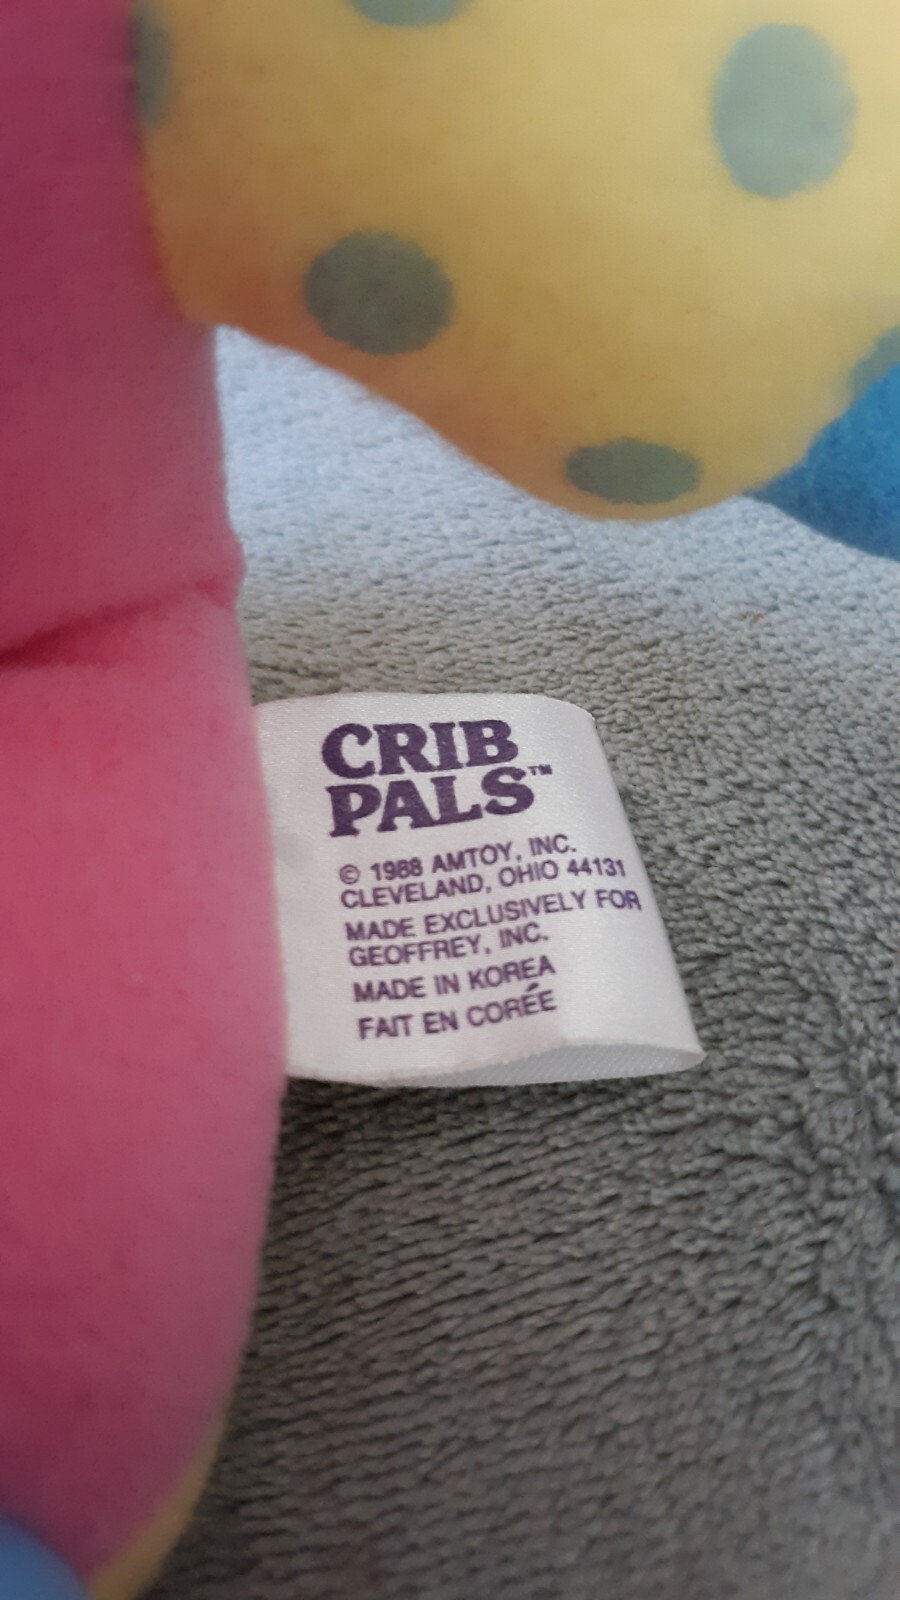 CRIB
PALS™
© 1988 AMTOY, INC.
CLEVELAND, OHIO 44131
MADE EXCLUSIVELY FOR
GEOFFREY, INC.
MADE IN KOREA
FAIT EN CORÉE